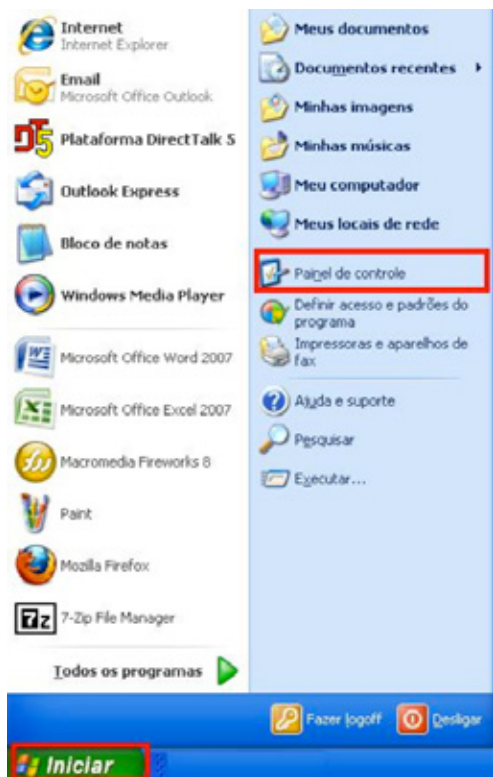 Internet
Internet Explorer
Email
Microsoft Office Outlook
Plataforma DirectTalk 5
Outlook Express
Bloco de notas
Windows Media Player
Microsoft Office Word 2007
Microsoft Office Excel 2007
Macromedia Fireworks 8
Paint
Mozilla Firefox
7-Zip File Manager
Todos os programas
Meus documentos
Documentos recentes
Minhas imagens
Minhas músicas
Meu computador
Meus locais de rede
Painel de controle
Definir acesso e padrões do
programa
Impressoras e aparelhos de
fax
Ajuda e suporte
Pesquisar
Executar...
Fazer logoff
Desligar
Iniciar